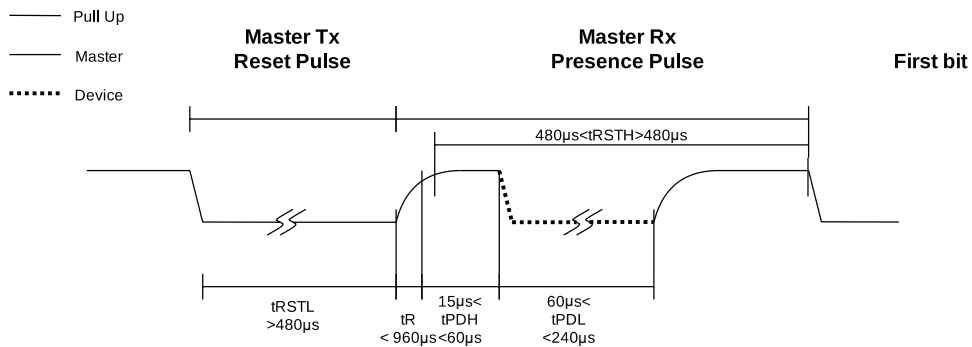 Pull Up
Master
Device
Master Tx
Reset Pulse
Master Rx
Presence Pulse
First bit
480µs<tRSTH>480µs
tRSTL
>480µs
tR
< 960µs
15µs<
tPDH
<60µs
60µs<
tPDL
<240µs